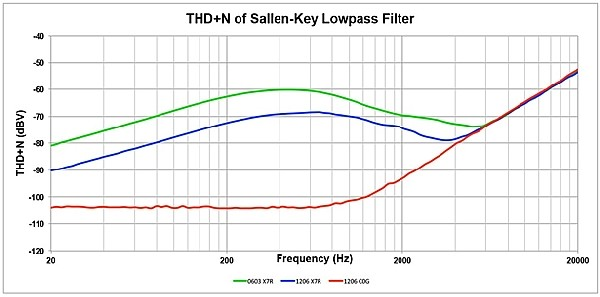 THD+N of Sallen-Key Lowpass Filter
-40
-50
-60
-70
-80
-90
-100
-110
-120
THD+N (dBV)
20
200
2000
20000
Frequency (Hz)
0603 X7R
1206 X7R
1206 C0G